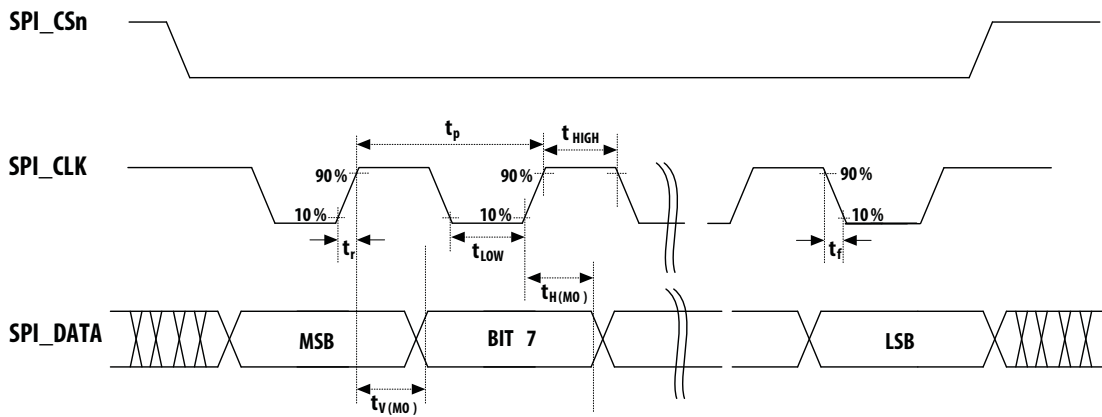 SPI_CSn
t_p
t_HIGH
SPI_CLK
90%
90%
90%
10%
10%
10%
t_r
t_LOW
t_f
t_H(MO)
SPI_DATA
MSB
BIT 7
LSB
t_V(MO)